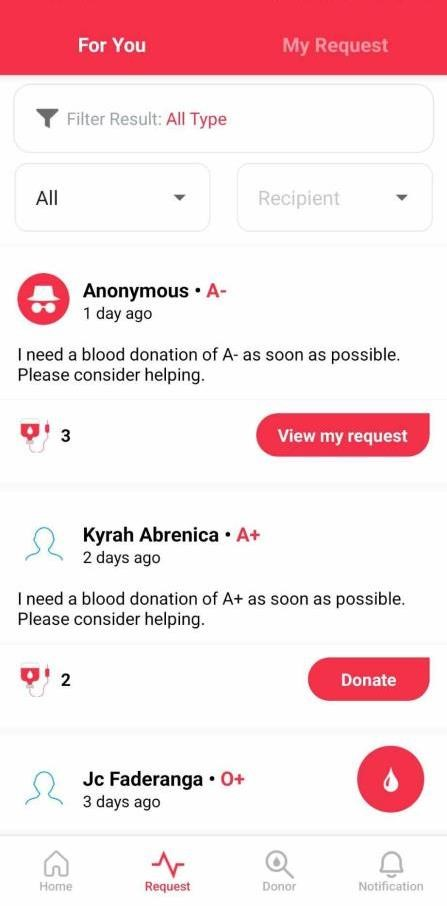 For You
My Request
Filter Result: All Type
All
Recipient
Anonymous • A-
1 day ago
I need a blood donation of A- as soon as possible.
Please consider helping.
3
View my request
Kyrah Abrenica • A+
2 days ago
I need a blood donation of A+ as soon as possible.
Please consider helping.
2
Donate
Jc Faderanga • O+
3 days ago
Home
Request
Donor
Notification